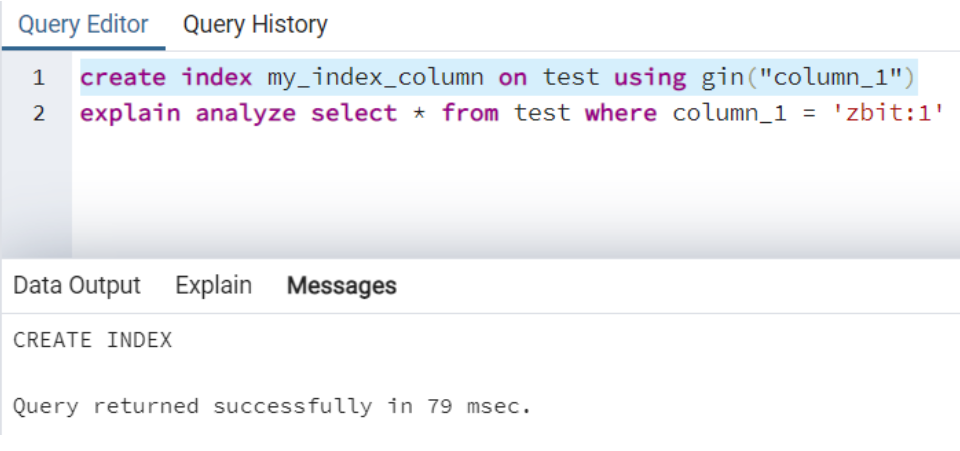 Query Editor Query History
1 create index my_index_column on test using gin("column_1")
2 explain analyze select * from test where column_1 = 'zbit:1'
Data Output Explain Messages
CREATE INDEX
Query returned successfully in 79 msec.